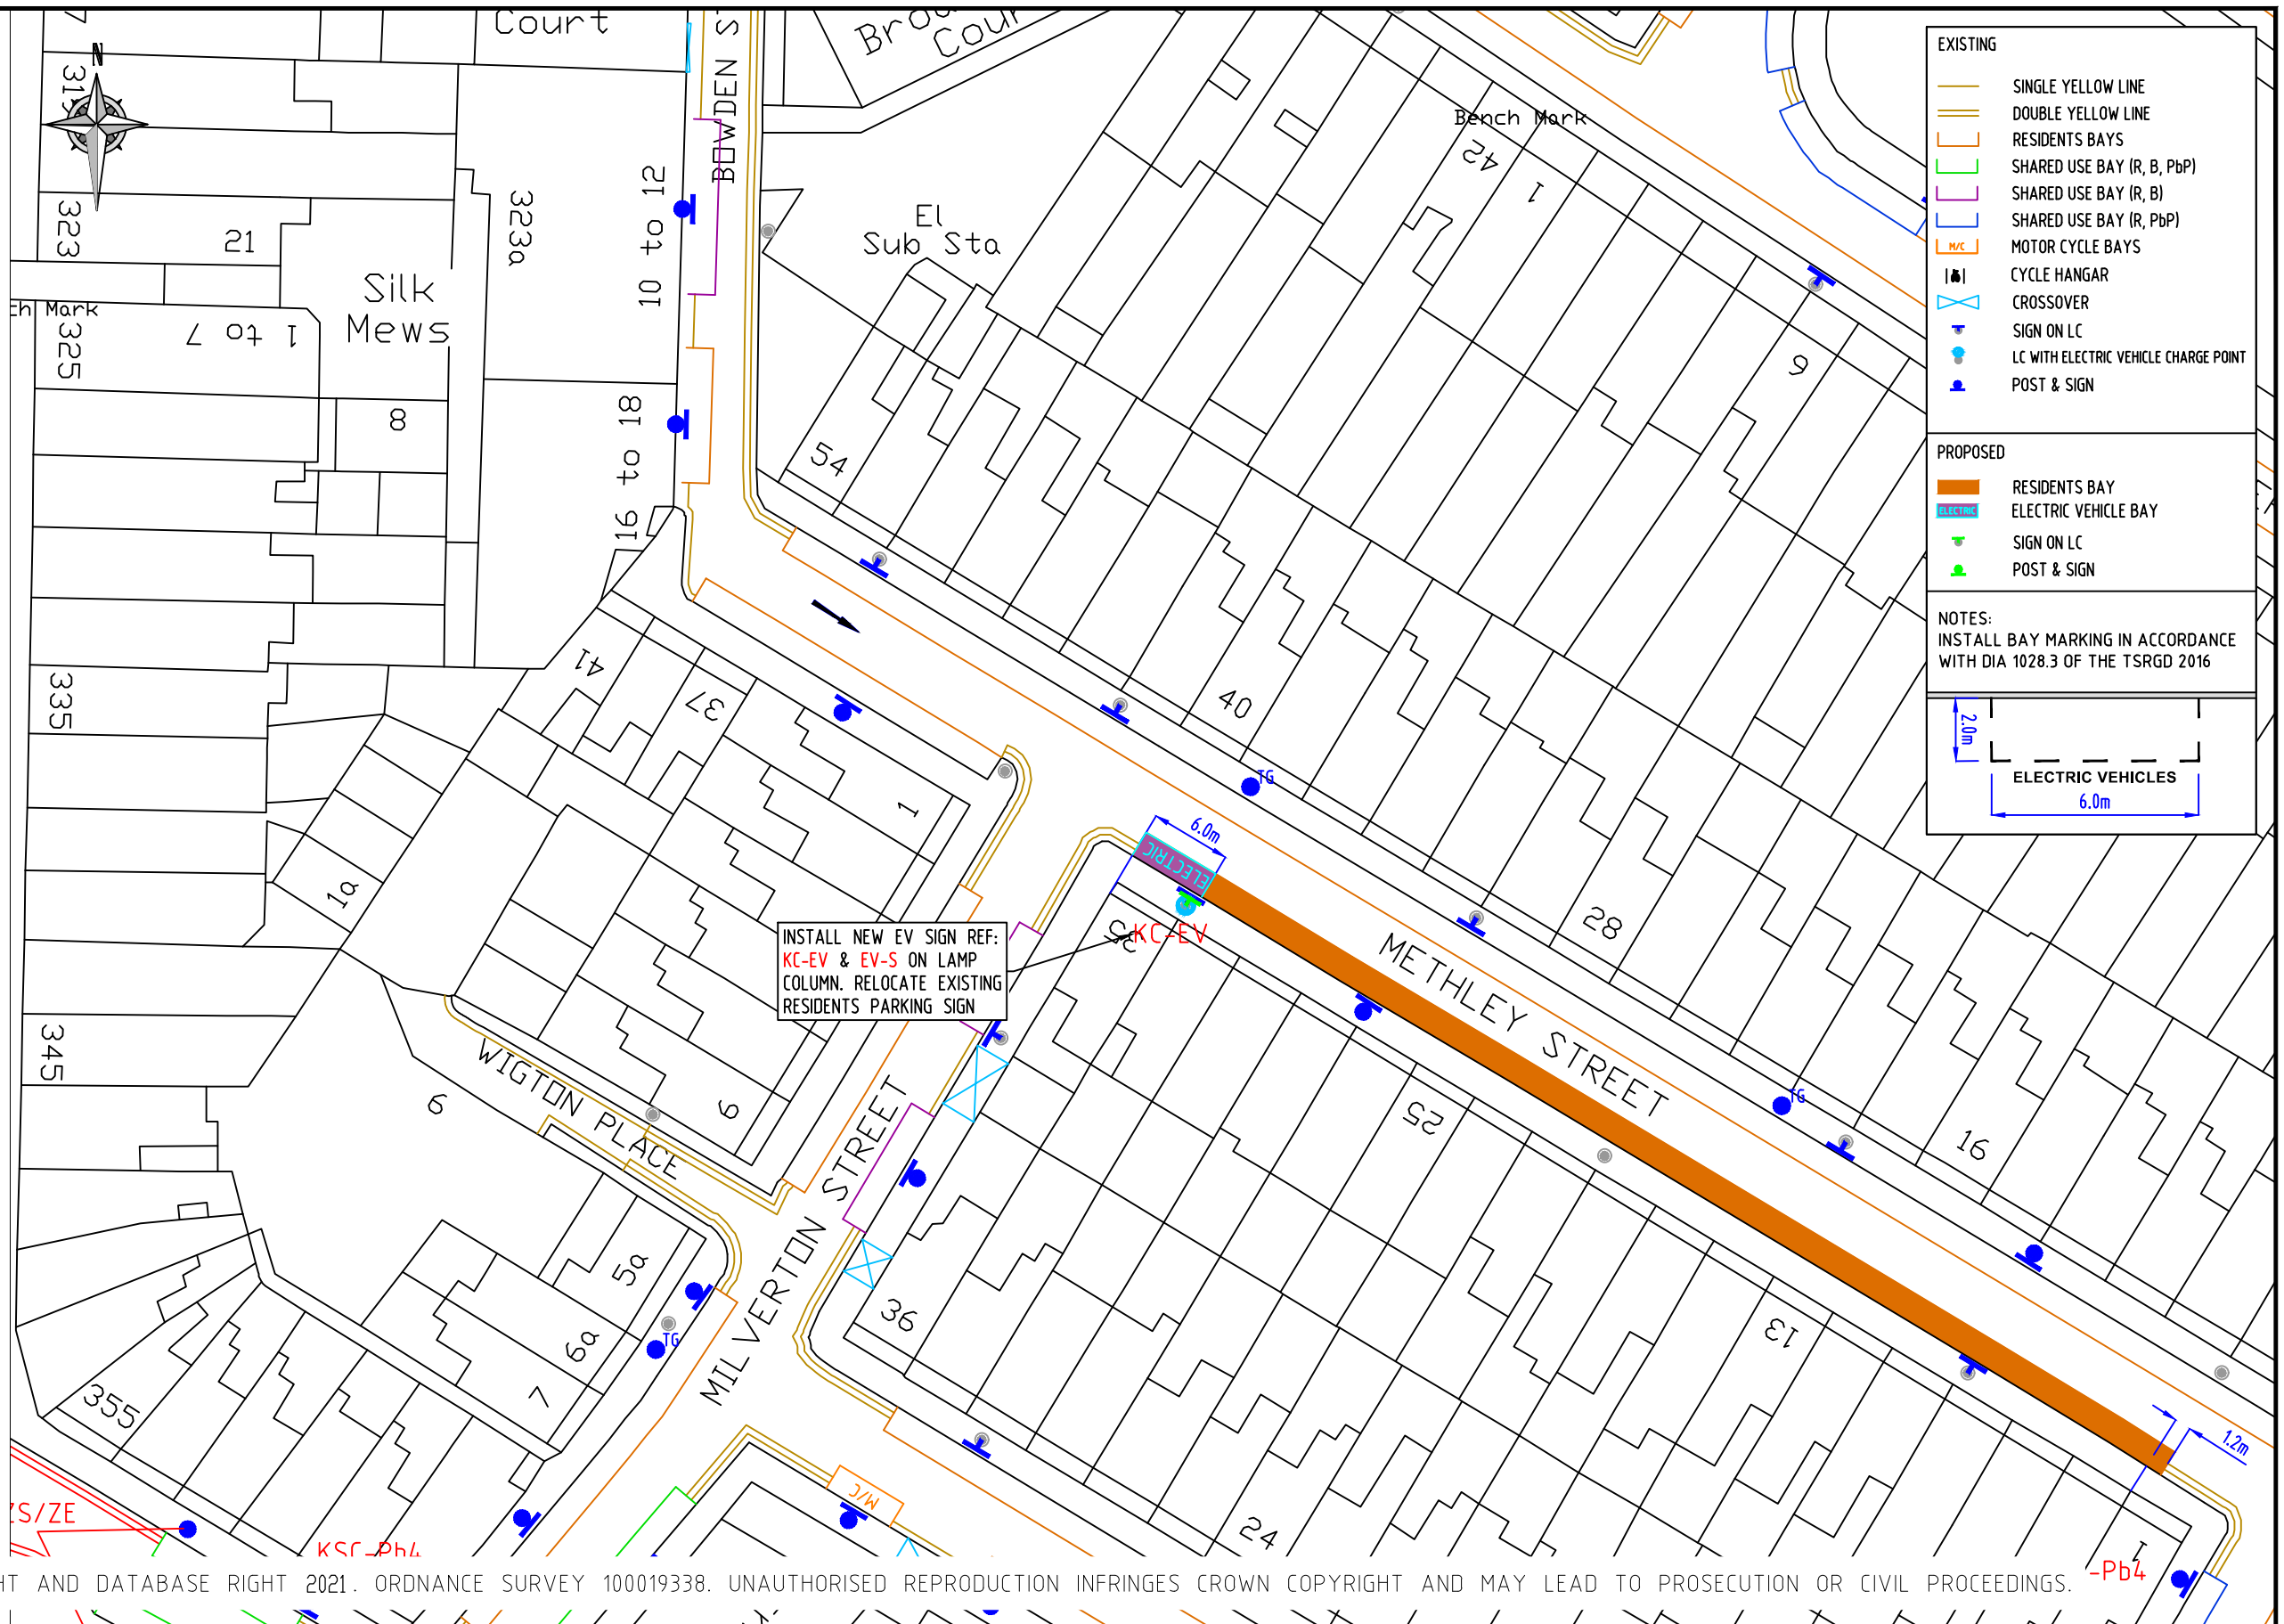 Court
BOWDEN S
N
323
21
323a
10 to 12
El
Sub Sta
Bench Mark
42
1
9
Silk
Mews
Mark
325
1 to 7
8
16 to 18
54
41
37
40
335
1
1a
TG
6.0m
ELECTRIC
35
KC-EV
INSTALL NEW EV SIGN REF:
KC-EV & EV-S ON LAMP
COLUMN. RELOCATE EXISTING
RESIDENTS PARKING SIGN
METHLEY STREET
28
345
WIGTON PLACE
6
9
MILVERTON STREET
25
TG
16
5a
6a
7
TG
36
13
355
M/C
24
1.2m
1
ZS/ZE
KSC-Pb4
-Pb4
HT AND DATABASE RIGHT 2021. ORDNANCE SURVEY 100019338. UNAUTHORISED REPRODUCTION INFRINGES CROWN COPYRIGHT AND MAY LEAD TO PROSECUTION OR CIVIL PROCEEDINGS.
EXISTING
SINGLE YELLOW LINE
DOUBLE YELLOW LINE
RESIDENTS BAYS
SHARED USE BAY (R, B, PbP)
SHARED USE BAY (R, B)
SHARED USE BAY (R, PbP)
M/C MOTOR CYCLE BAYS
CYCLE HANGAR
CROSSOVER
SIGN ON LC
LC WITH ELECTRIC VEHICLE CHARGE POINT
POST & SIGN
PROPOSED
RESIDENTS BAY
ELECTRIC ELECTRIC VEHICLE BAY
SIGN ON LC
POST & SIGN
NOTES:
INSTALL BAY MARKING IN ACCORDANCE
WITH DIA 1028.3 OF THE TSRGD 2016
2.0m
ELECTRIC VEHICLES
6.0m